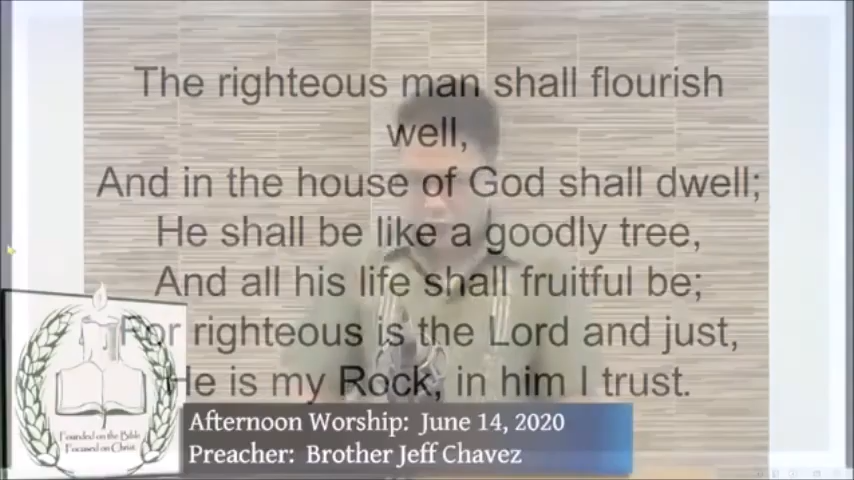 The righteous man shall flourish
well,
And in the house of God shall dwell;
He shall be like a goodly tree,
And all his life shall fruitful be;
For righteous is the Lord and just,
He is my Rock, in him I trust.
Afternoon Worship: June 14, 2020
Preacher: Brother Jeff Chavez
Founded on the Bible
Focused on Christ